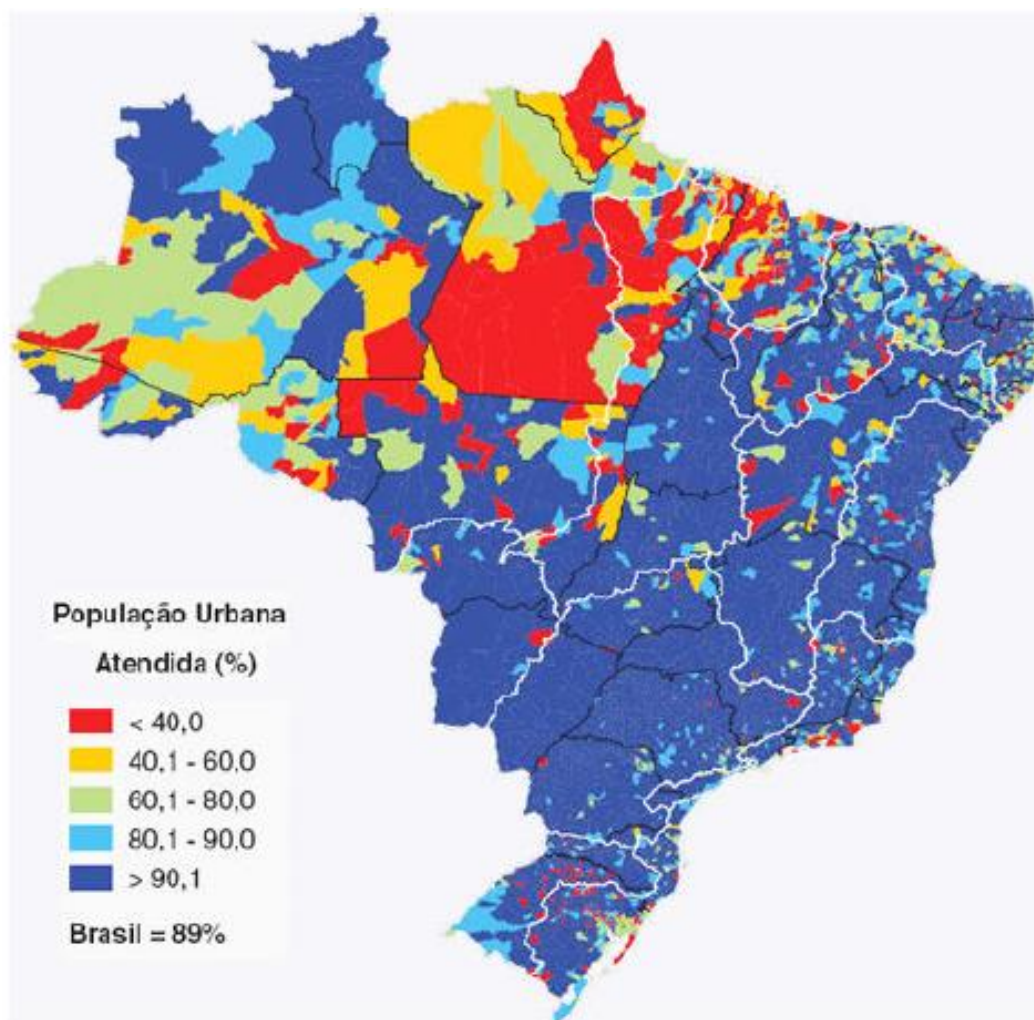 População Urbana
Atendida (%)
< 40,0
40,1 - 60,0
60,1 - 80,0
80,1 - 90,0
> 90,1
Brasil = 89%